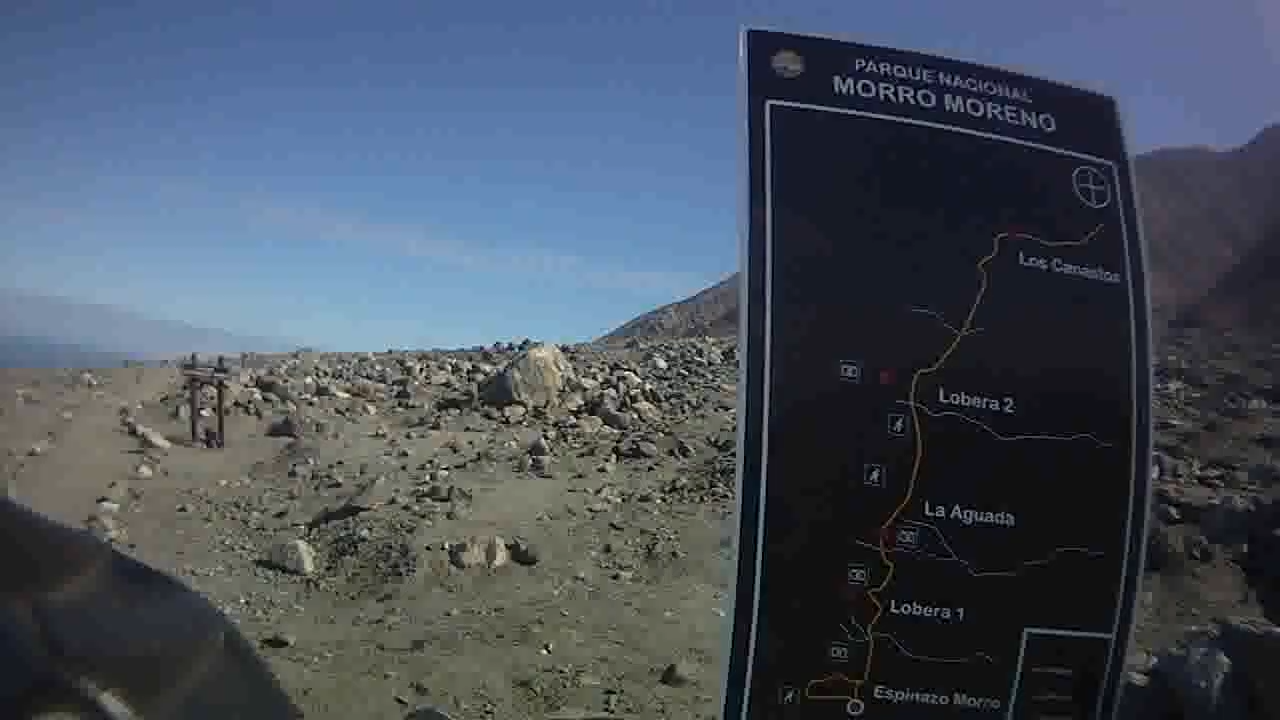 PARQUE NACIONAL
MORRO MORENO
Los Canastos
Lobera 2
La Aguada
Lobera 1
Espinazo Morro